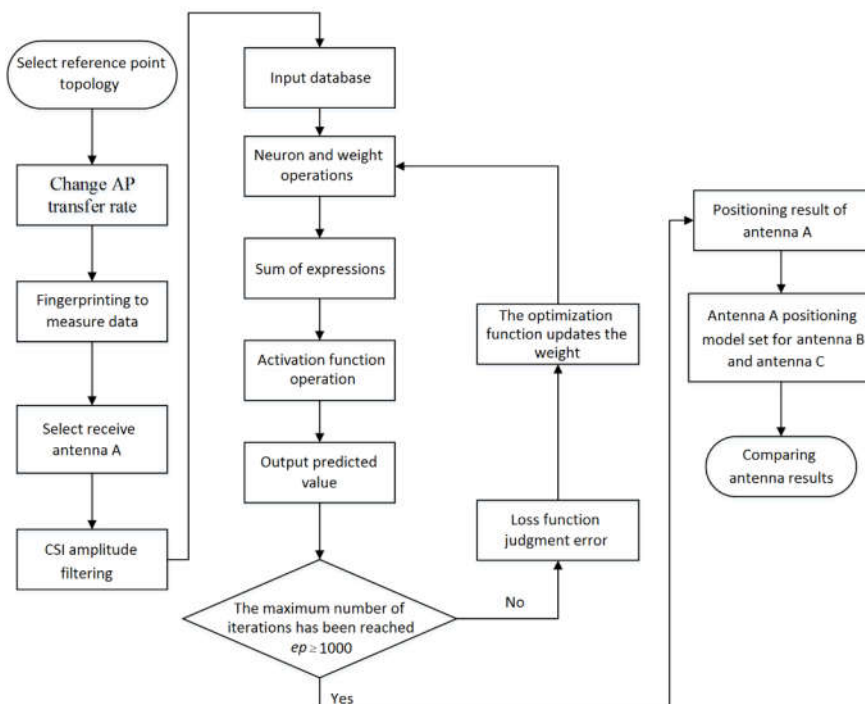 Select reference point
topology
Change AP
transfer rate
Fingerprinting to
measure data
Select receive
antenna A
CSI amplitude
filtering
Input database
Neuron and weight
operations
Sum of expressions
Activation function
operation
Output predicted
value
The maximum number of
iterations has been reached
ep ≥ 1000
No
Yes
Loss function
judgment error
The optimization
function updates the
weight
Positioning result of
antenna A
Antenna A positioning
model set for antenna B
and antenna C
Comparing
antenna results